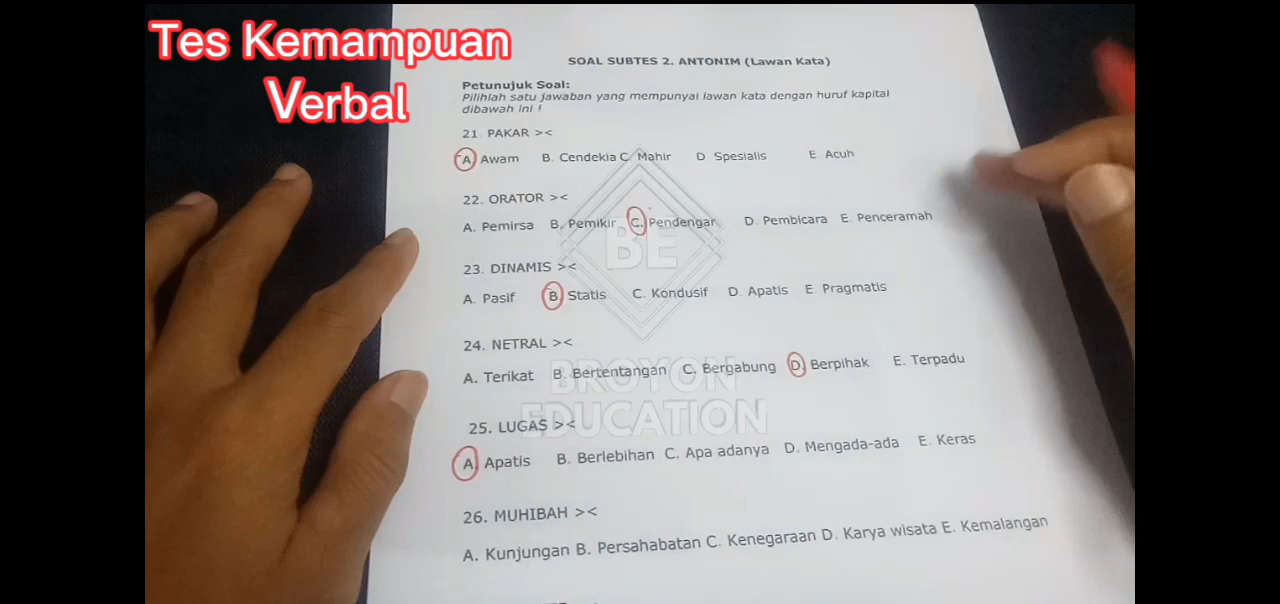 Tes Kemampuan
Verbal
SOAL SUBTES 2. ANTONIM (Lawan Kata)
Petunujuk Soal:
Pilihlah satu jawaban yang mempunyai lawan kata dengan huruf kapital
dibawah ini !
21. PAKAR ><
A. Awam B. Cendekia C. Mahir D. Spesialis E. Acuh
22. ORATOR ><
A. Pemirsa B. Pemikir C. Pendengar D. Pembicara E. Penceramah
23. DINAMIS ><
A. Pasif B. Statis C. Kondusif D. Apatis E. Pragmatis
24. NETRAL ><
A. Terikat B. Bertentangan C. Bergabung D. Berpihak E. Terpadu
25. LUGAS ><
A. Apatis B. Berlebihan C. Apa adanya D. Mengada-ada E. Keras
26. MUHIBAH ><
A. Kunjungan B. Persahabatan C. Kenegaraan D. Karya wisata E. Kemalangan
BE
BROYON
EDUCATION